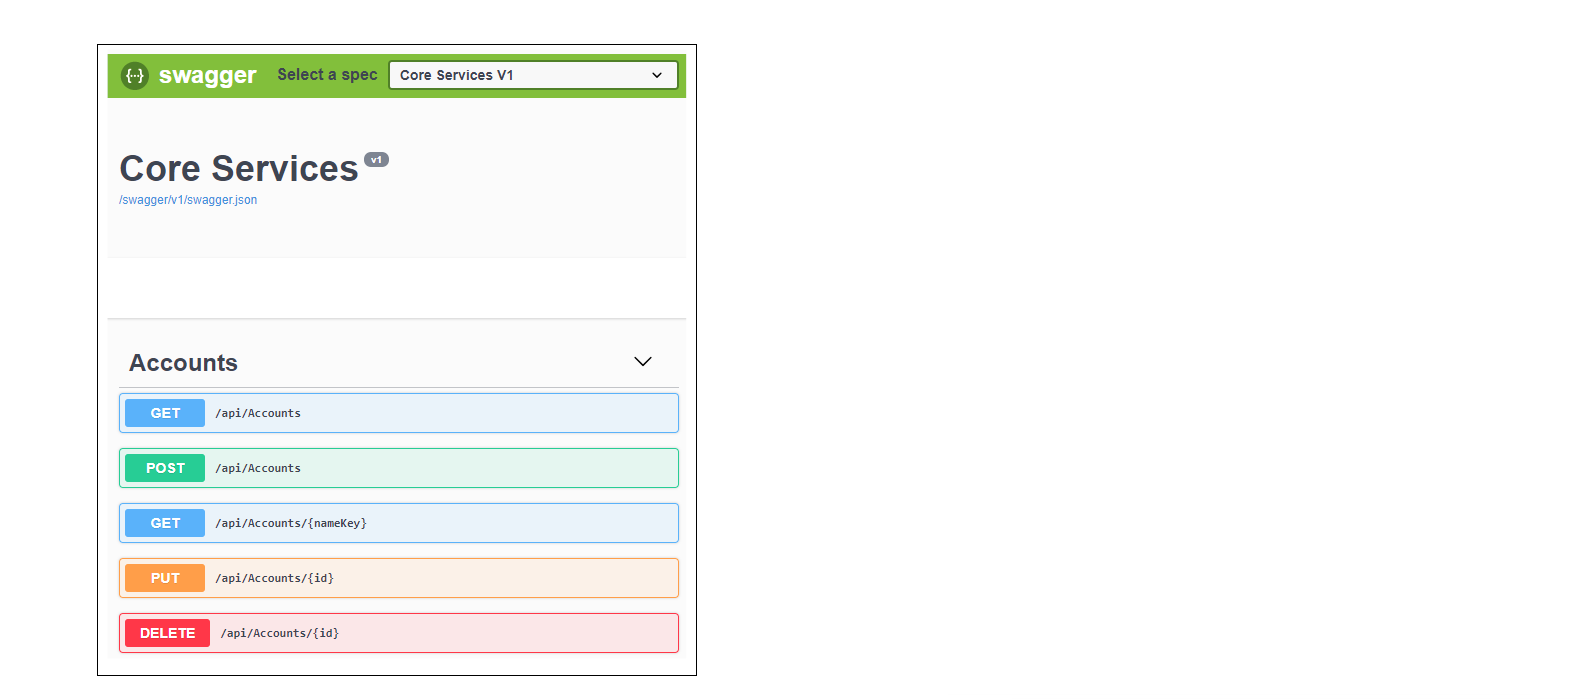 {··} swagger Select a spec Core Services V1
Core Services v1
/swagger/v1/swagger.json
Accounts
GET /api/Accounts
POST /api/Accounts
GET /api/Accounts/{nameKey}
PUT /api/Accounts/{id}
DELETE /api/Accounts/{id}